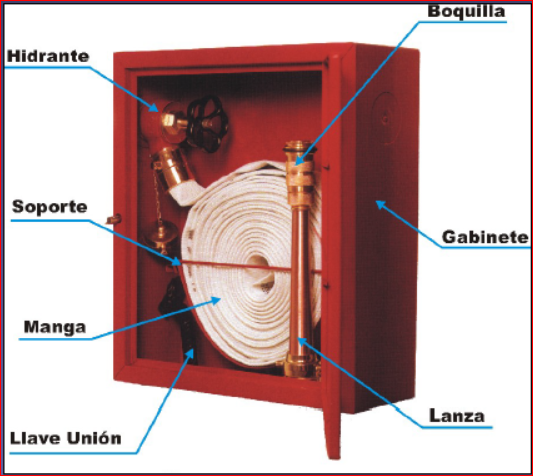 Boquilla
Hidrante
Soporte
Gabinete
Manga
Lanza
Llave Unión